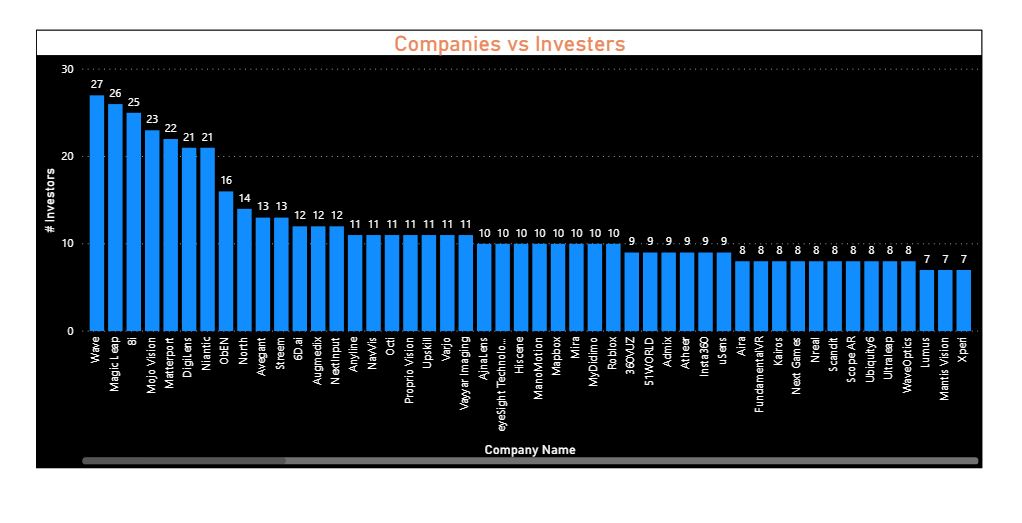 Companies vs Investers
30
27
26
25
23
22
21
21
20
16
14
13
13
12
12
12
11
11
11
11
11
11
11
10
10
10
10
10
10
10
10
10
9
9
9
9
9
9
8
8
8
8
8
8
8
8
8
8
7
7
7
0
# Investors
Wave
Magic Leap
8i
Mojo Vision
Matterport
DigiLens
Niantic
ObEN
North
Avegant
Streem
6D.ai
Augmedix
NextInput
Anyline
NavVis
Octi
Proprio Vision
Upskill
Varjo
Vayyar Imaging
AjnaLens
eyeSight Technolo...
Hiscene
ManoMotion
Mapbox
Mira
MyDidimo
Roblox
360VUZ
51WORLD
Admix
Atheer
Insta360
uSens
Aira
FundamentalVR
Kairos
Next Games
Nreal
Scandit
Scope AR
Ubiquity6
Ultraleap
WaveOptics
Lumus
Mantis Vision
Xperi
Company Name